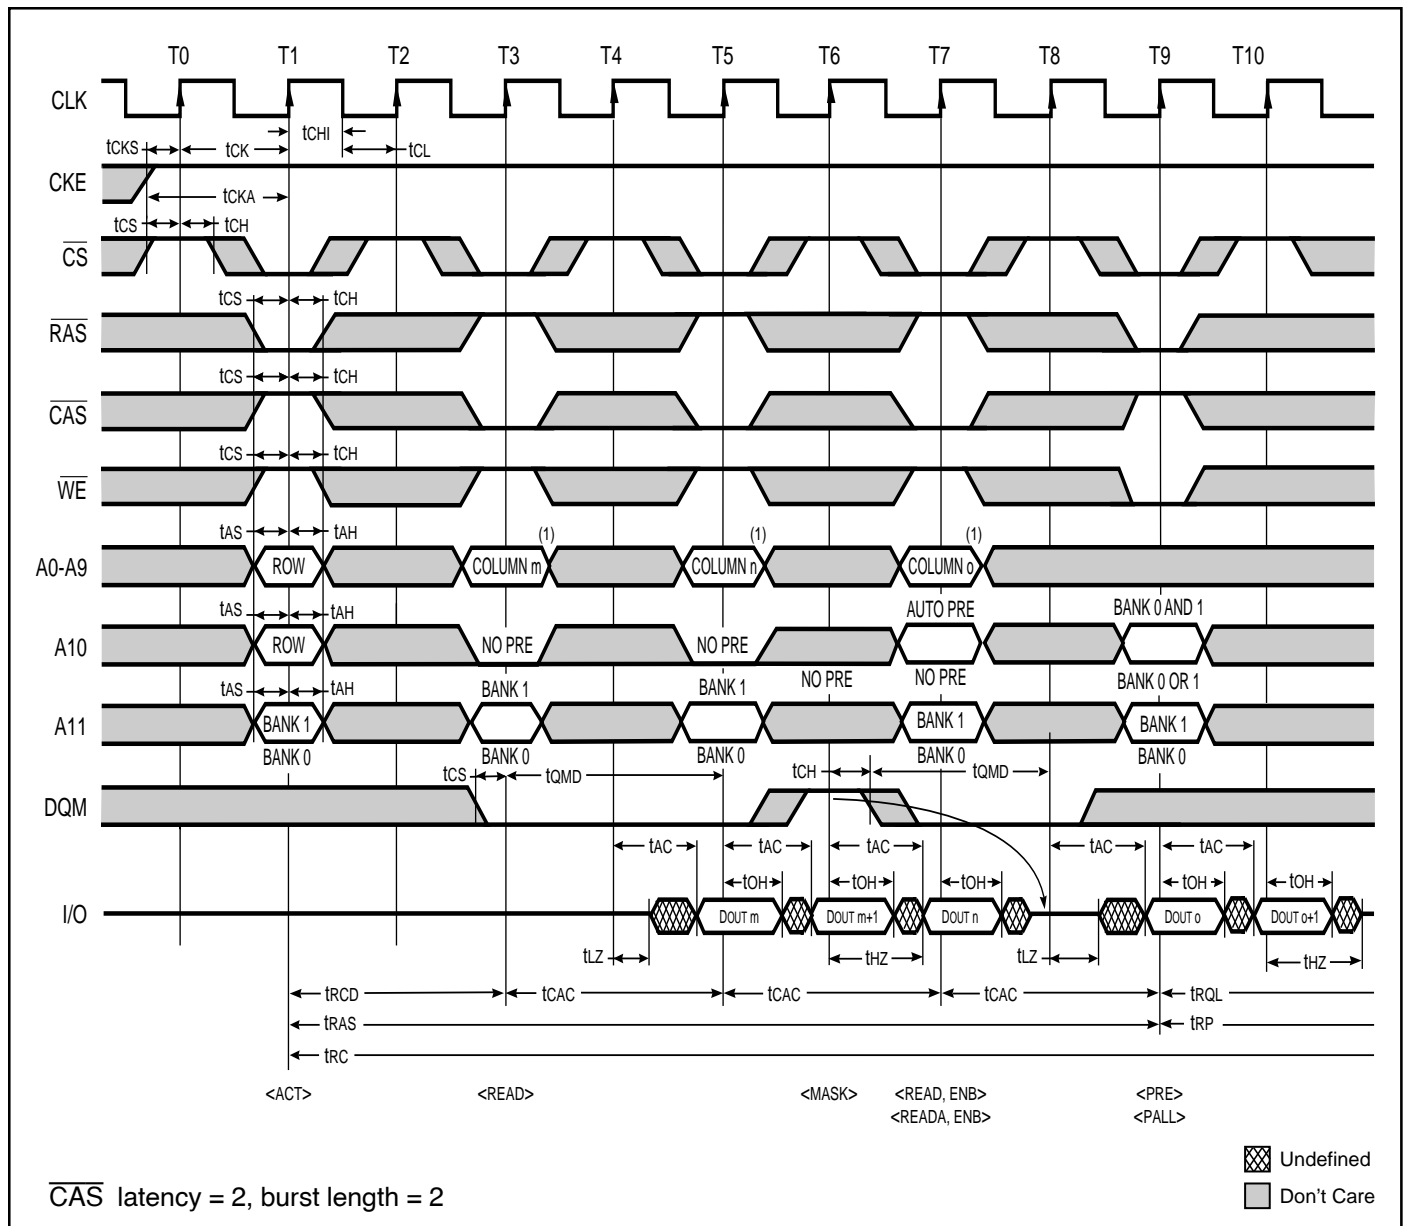 T0 T1 T2 T3 T4 T5 T6 T7 T8 T9 T10
CLK
tCHI
tCKS tCK tCL
CKE
tCKA
tCS tCH
CS
tCS tCH
RAS
tCS tCH
CAS
tCS tCH
WE
tAS tAH (1) (1) (1)
A0-A9 ROW COLUMN m COLUMN n COLUMN o
tAS tAH AUTO PRE BANK 0 AND 1
A10 ROW NO PRE NO PRE
NO PRE NO PRE BANK 0 OR 1
tAS tAH BANK 1 BANK 1
A11 BANK 1 BANK 1 BANK 1
BANK 0 BANK 0 BANK 0 BANK 0 BANK 0
tCS tQMD tCH tQMD
DQM
tAC tAC tAC tAC tAC
tOH tOH tOH tOH tOH
I/O DOUT m DOUT m+1 DOUT n DOUT o DOUT o+1
tLZ tHZ tLZ tHZ
tRCD tCAC tCAC tCAC tRQL
tRAS tRP
tRC
<ACT> <READ> <MASK> <READ, ENB> <PRE>
<READA, ENB> <PALL>
Undefined
Don't Care
CAS latency = 2, burst length = 2